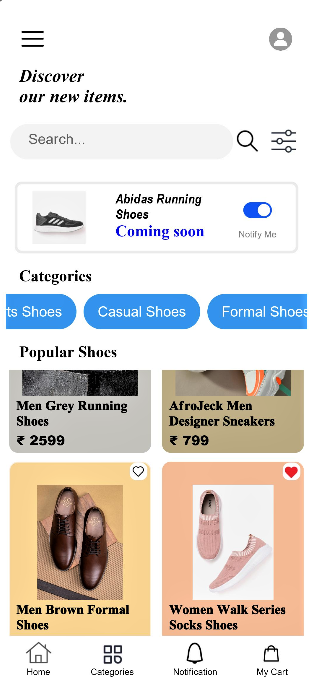 Discover
our new items.
Search...
Abidas Running
Shoes
Coming soon
Notify Me
Categories
ts Shoes
Casual Shoes
Formal Shoes
Popular Shoes
Men Grey Running
Shoes
₹ 2599
AfroJeck Men
Designer Sneakers
₹ 799
Men Brown Formal
Shoes
Women Walk Series
Socks Shoes
Home
Categories
Notification
My Cart